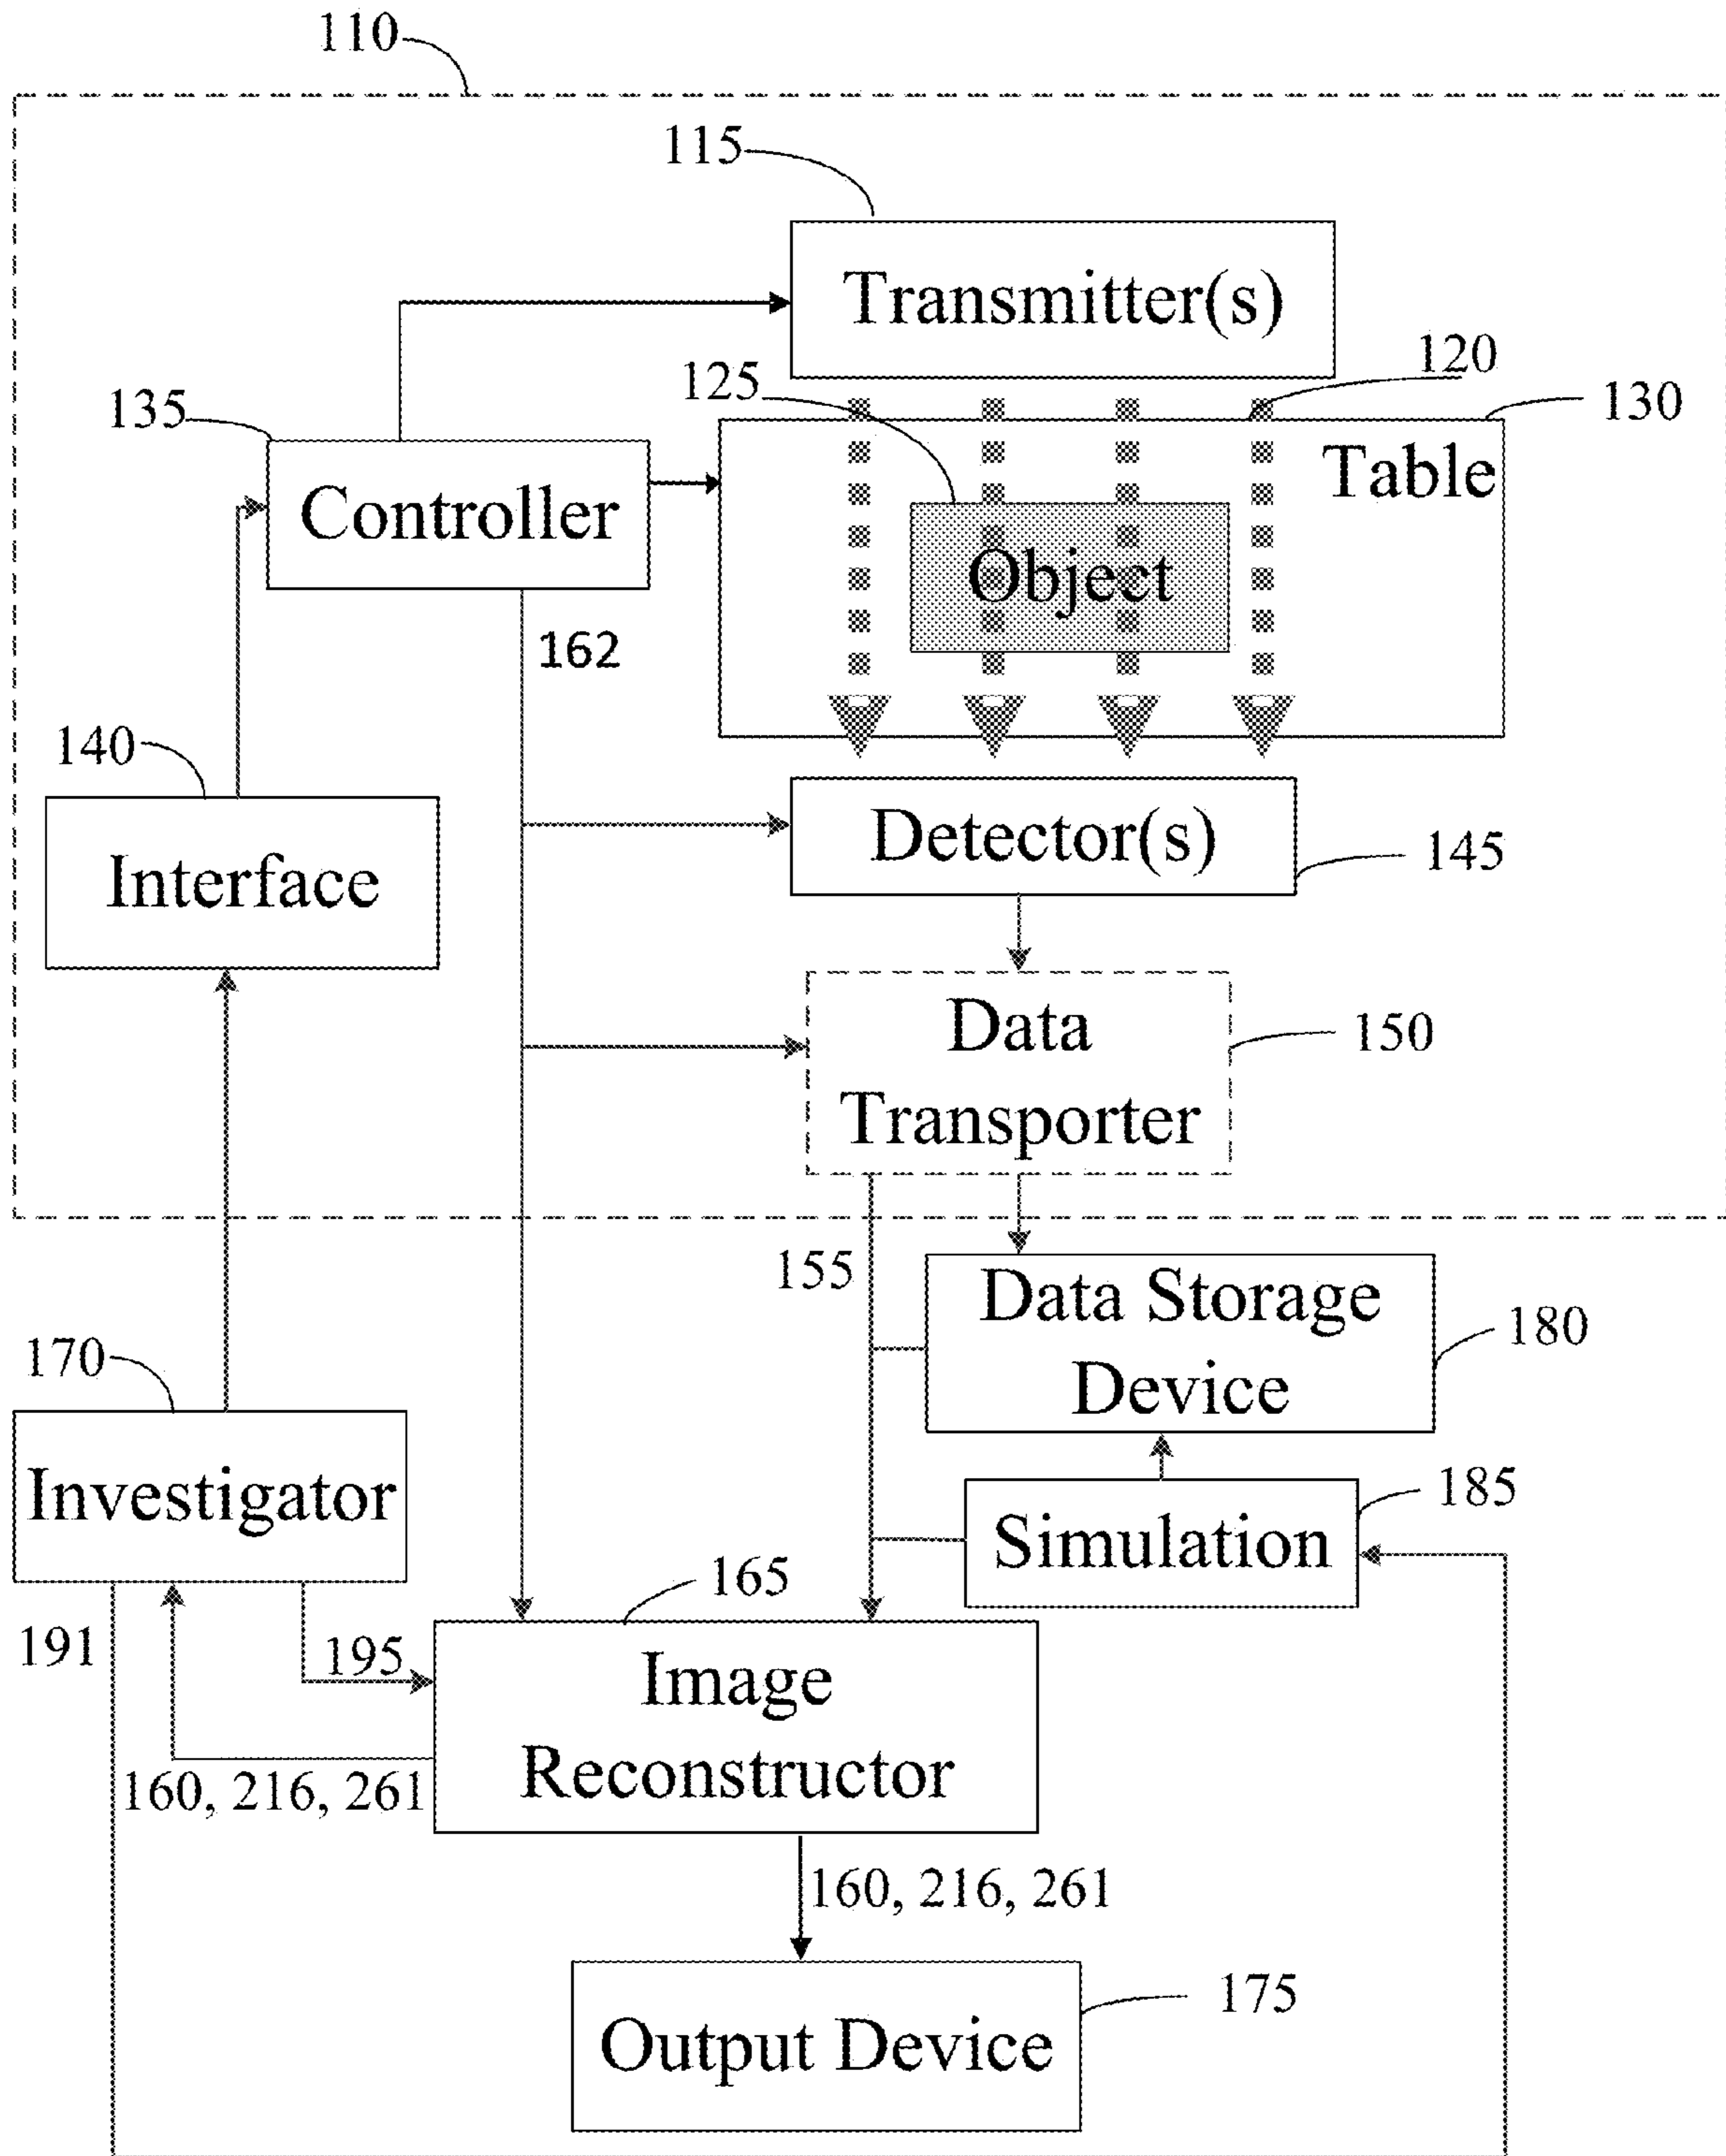 110
115
Transmitter(s)
120
125
130
135
Table
Controller
Object
162
140
Detector(s)
145
Interface
Data
Transporter
150
155
Data Storage
Device
180
170
Investigator
185
Simulation
165
191
195
Image
Reconstructor
160, 216, 261
160, 216, 261
175
Output Device